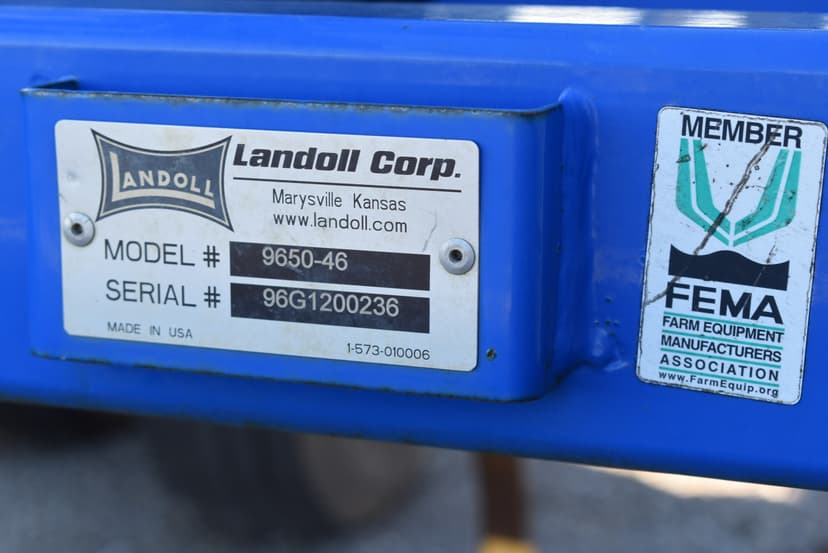 LANDOLL
Landoll Corp.
Marysville Kansas
www.landoll.com
MODEL # 9650-46
SERIAL # 96G1200236
MADE IN USA
1-573-010006
MEMBER
FEMA
FARM EQUIPMENT
MANUFACTURERS
ASSOCIATION
www.FarmEquip.org